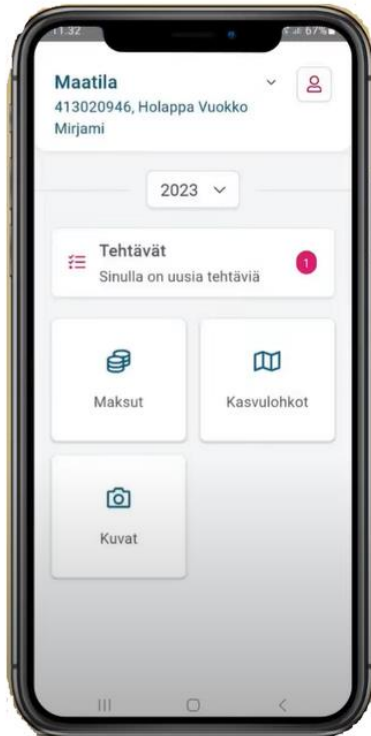 11.32
67%
Maatila
413020946, Holappa Vuokko
Mirjami
2023
Tehtävät
Sinulla on uusia tehtäviä
1
Maksut
Kasvulohkot
Kuvat